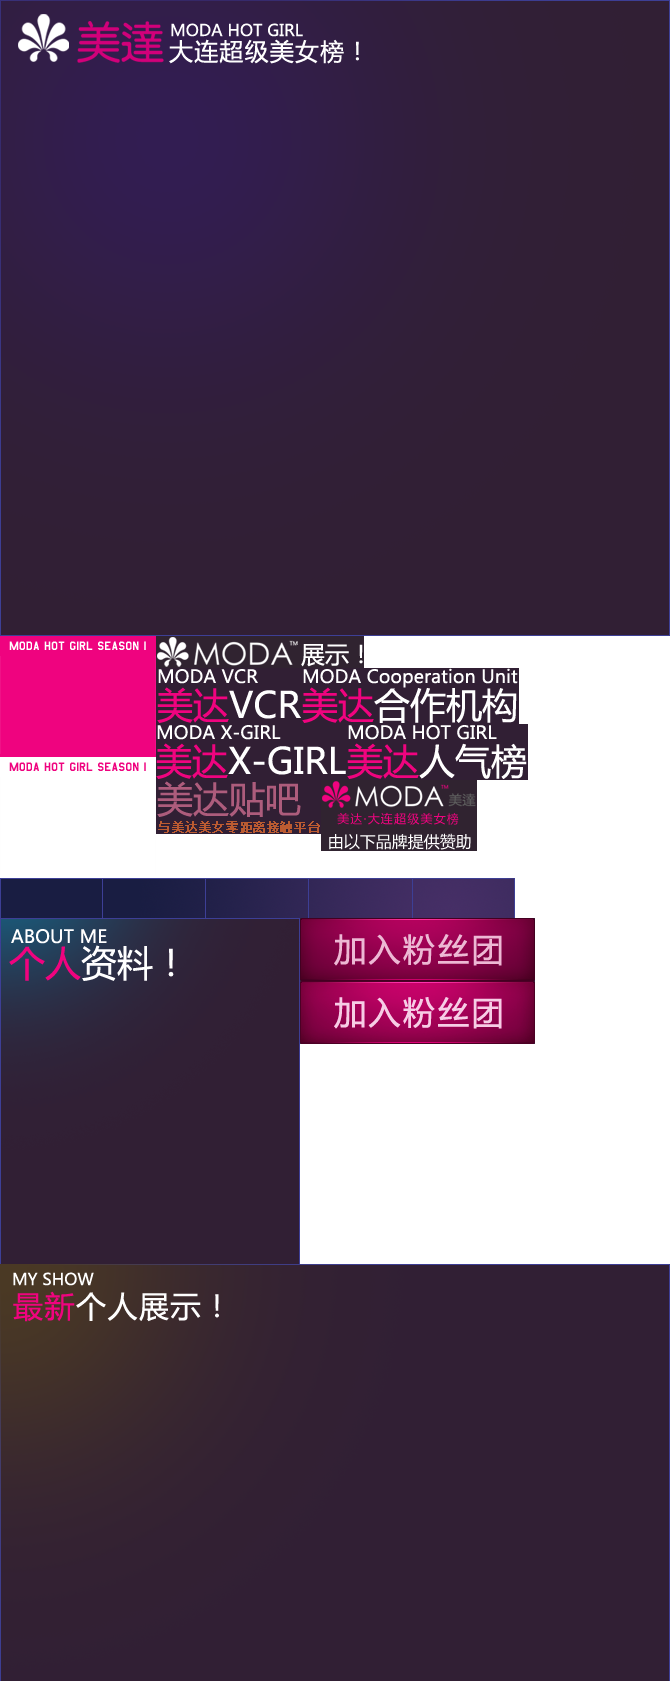 美達
MODA HOT GIRL
大连超级美女榜！
MODA HOT GIRL SEASON I
MODA™ 展示！
MODA VCR
美达VCR
MODA Cooperation Unit
美达合作机构
MODA X-GIRL
美达X-GIRL
MODA HOT GIRL
美达人气榜
MODA HOT GIRL SEASON I
美达贴吧
与美达美女零距离接触平台
MODA™ 美達
美达·大连超级美女榜
由以下品牌提供赞助
ABOUT ME
个人资料！
加入粉丝团
加入粉丝团
MY SHOW
最新个人展示！